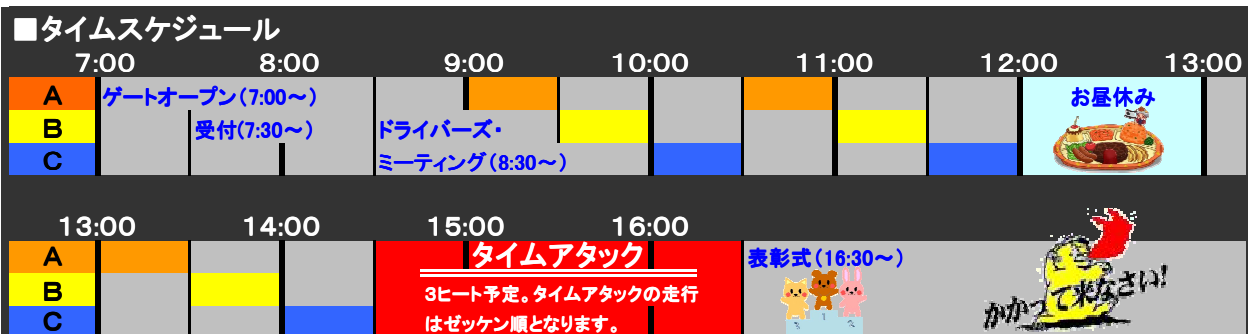 ■タイムスケジュール
7:00 8:00 9:00 10:00 11:00 12:00 13:00
A ゲートオープン(7:00～) お昼休み
B 受付(7:30～) ドライバーズ・
C ミーティング(8:30～)
13:00 14:00 15:00 16:00
A タイムアタック 表彰式(16:30～)
B 3ヒート予定。タイムアタックの走行
C はゼッケン順となります。
3 1 2
かかって来なさい!